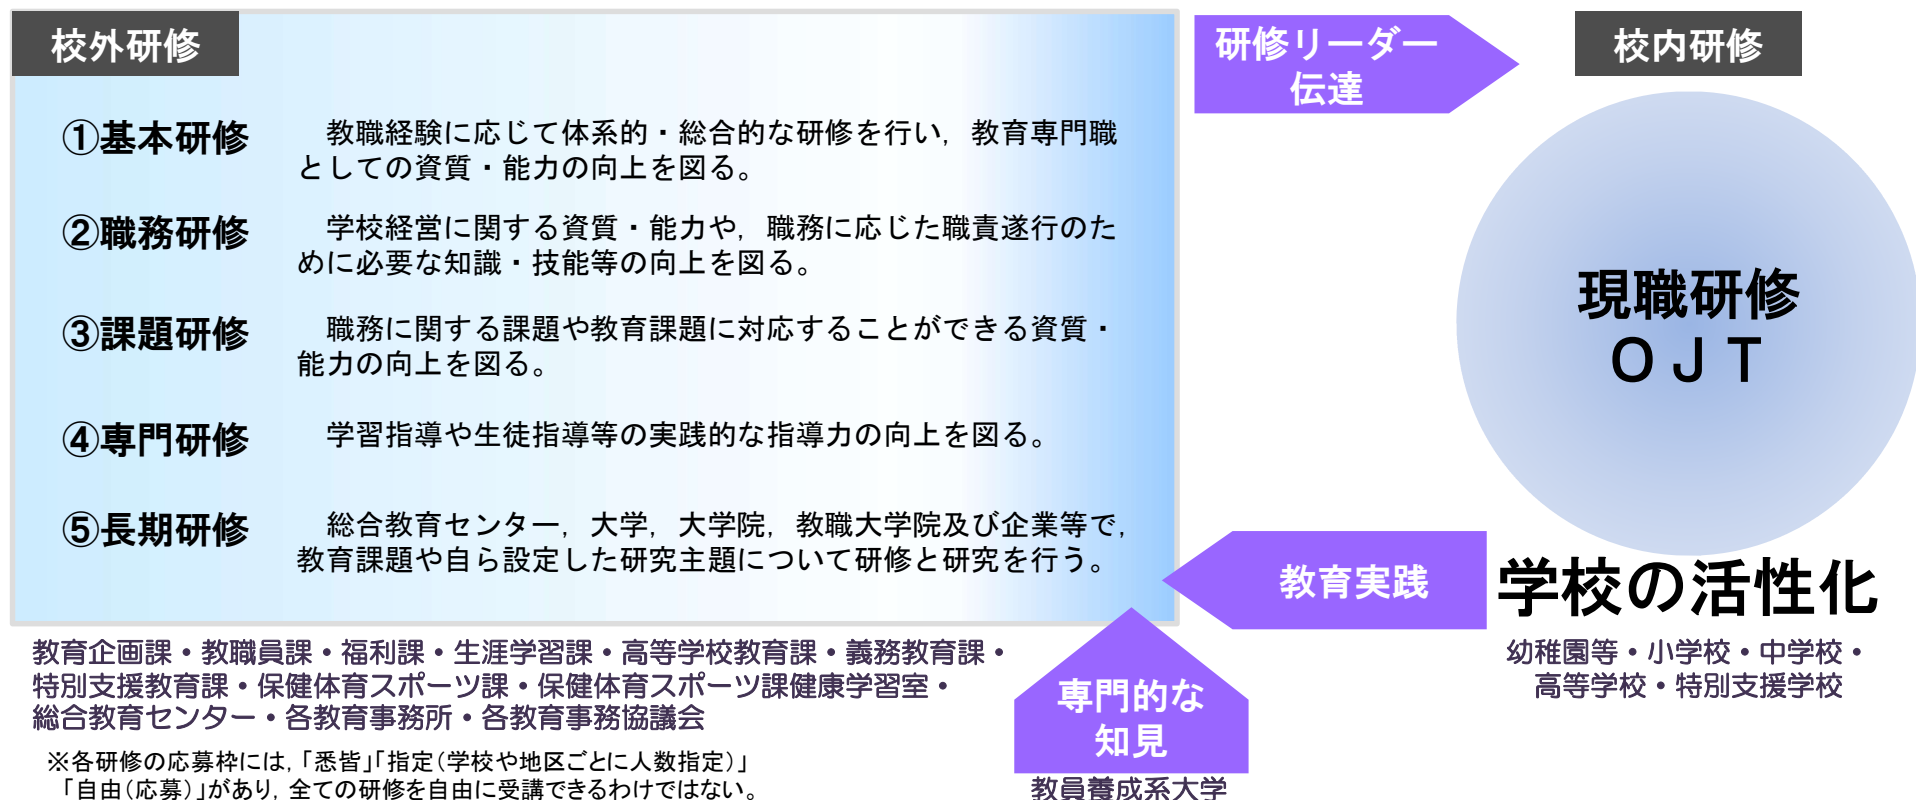 校外研修
①基本研修
教職経験に応じて体系的・総合的な研修を行い，教育専門職
としての資質・能力の向上を図る。
②職務研修
学校経営に関する資質・能力や，職務に応じた職責遂行のた
めに必要な知識・技能等の向上を図る。
③課題研修
職務に関する課題や教育課題に対応することができる資質・
能力の向上を図る。
④専門研修
学習指導や生徒指導等の実践的な指導力の向上を図る。
⑤長期研修
総合教育センター，大学，大学院，教職大学院及び企業等で，
教育課題や自ら設定した研究主題について研修と研究を行う。
研修リーダー
伝達
校内研修
現職研修
ＯＪＴ
教育実践
学校の活性化
幼稚園等・小学校・中学校・
高等学校・特別支援学校
専門的な
知見
教員養成系大学
教育企画課・教職員課・福利課・生涯学習課・高等学校教育課・義務教育課・
特別支援教育課・保健体育スポーツ課・保健体育スポーツ課健康学習室・
総合教育センター・各教育事務所・各教育事務協議会
※各研修の応募枠には，「悉皆」「指定（学校や地区ごとに人数指定）」
「自由（応募）」があり，全ての研修を自由に受講できるわけではない。